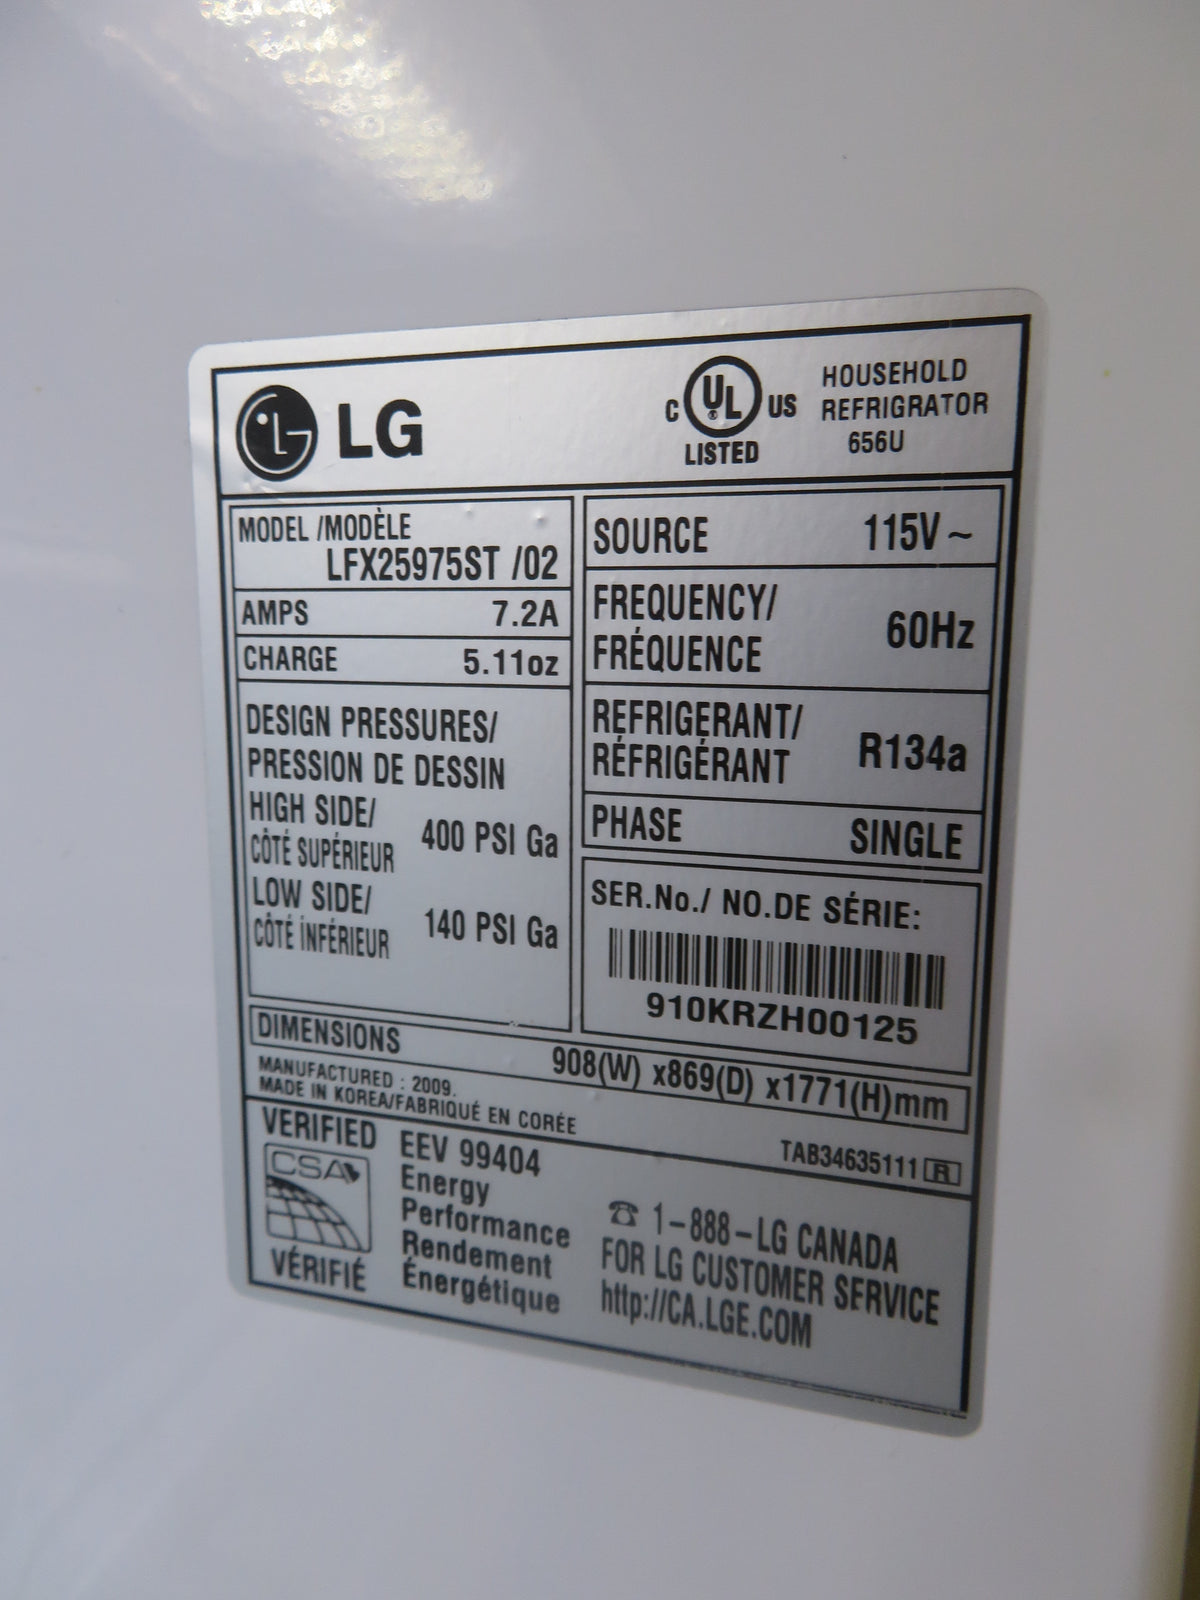 LG
C UL US
LISTED
HOUSEHOLD
REFRIGRATOR
656U
MODEL /MODÈLE
LFX25975ST /02
AMPS 7.2A
CHARGE 5.11oz
DESIGN PRESSURES/
PRESSION DE DESSIN
HIGH SIDE/
CÔTÉ SUPÉRIEUR 400 PSI Ga
LOW SIDE/
CÔTÉ INFÉRIEUR 140 PSI Ga
SOURCE 115V~
FREQUENCY/
FRÉQUENCE 60Hz
REFRIGERANT/
RÉFRIGÉRANT R134a
PHASE SINGLE
SER.No./ NO.DE SÉRIE:
910KRZH00125
DIMENSIONS 908(W) x869(D) x1771(H)mm
MANUFACTURED : 2009.
MADE IN KOREA/FABRIQUÉ EN CORÉE
TAB34635111 R
VERIFIED
CSA
VÉRIFIÉ
EEV 99404
Energy
Performance
Rendement
Énergétique
☎ 1-888-LG CANADA
FOR LG CUSTOMER SERVICE
http://CA.LGE.COM